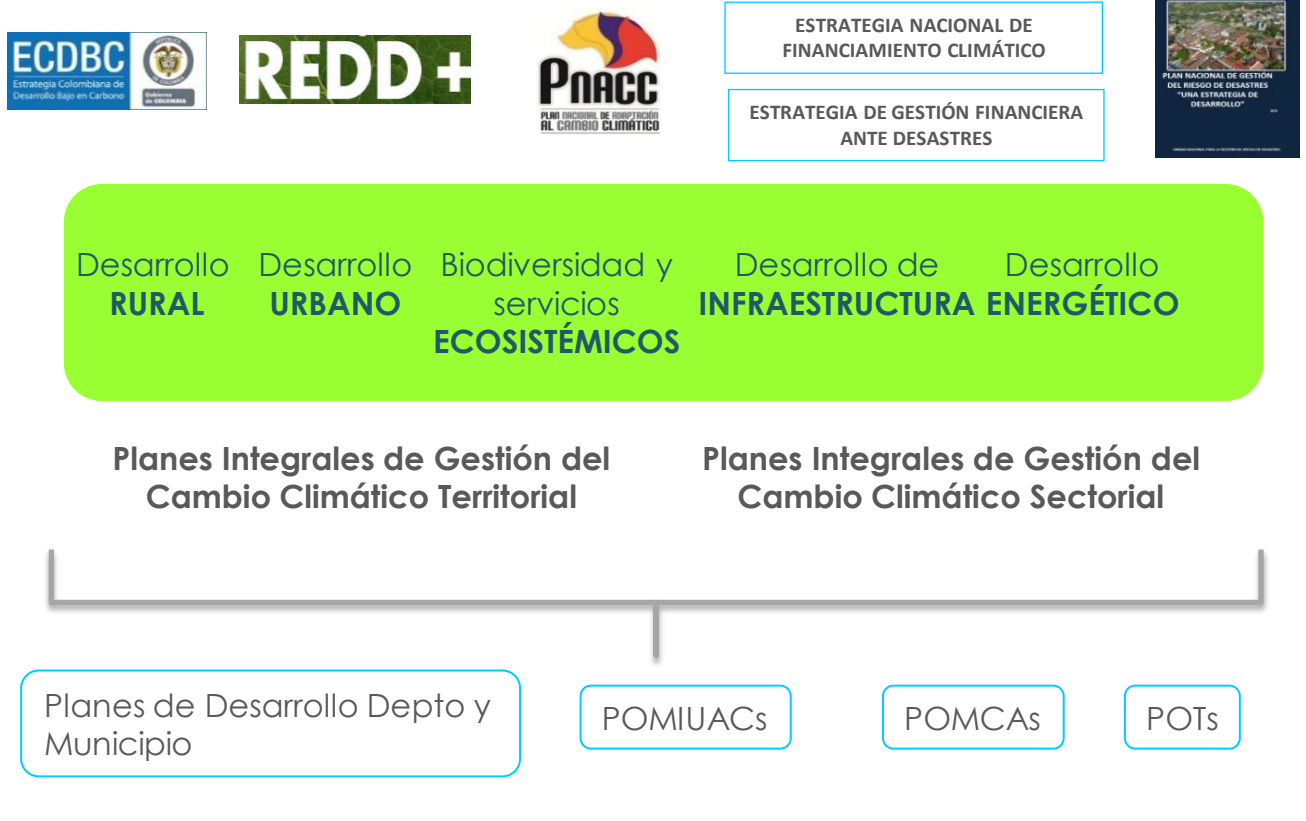 ECDBC
Estrategia Colombiana de
Desarrollo Bajo en Carbono
Gobierno
de COLOMBIA
REDD+
PNACC
PLAN NACIONAL DE ADAPTACIÓN
AL CAMBIO CLIMÁTICO
ESTRATEGIA NACIONAL DE
FINANCIAMIENTO CLIMÁTICO
ESTRATEGIA DE GESTIÓN FINANCIERA
ANTE DESASTRES
PLAN NACIONAL DE GESTIÓN
DEL RIESGO DE DESASTRES
"UNA ESTRATEGIA DE
DESARROLLO"
Desarrollo
RURAL
Desarrollo
URBANO
Biodiversidad y
servicios
ECOSISTÉMICOS
Desarrollo de
INFRAESTRUCTURA
Desarrollo
ENERGÉTICO
Planes Integrales de Gestión del
Cambio Climático Territorial
Planes Integrales de Gestión del
Cambio Climático Sectorial
Planes de Desarrollo Depto y
Municipio
POMIUACs
POMCAs
POTs